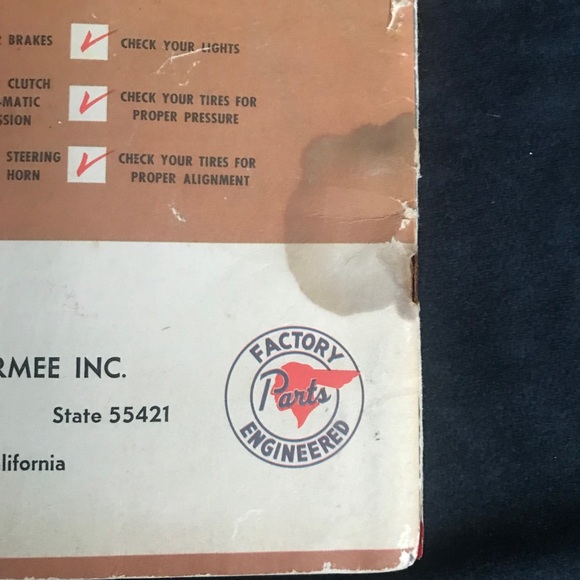 BRAKES
CHECK YOUR LIGHTS
CLUTCH
-MATIC
SSION
CHECK YOUR TIRES FOR
PROPER PRESSURE
STEERING
HORN
CHECK YOUR TIRES FOR
PROPER ALIGNMENT
RMEE INC.
State 55421
lifornia
FACTORY
Parts
ENGINEERED